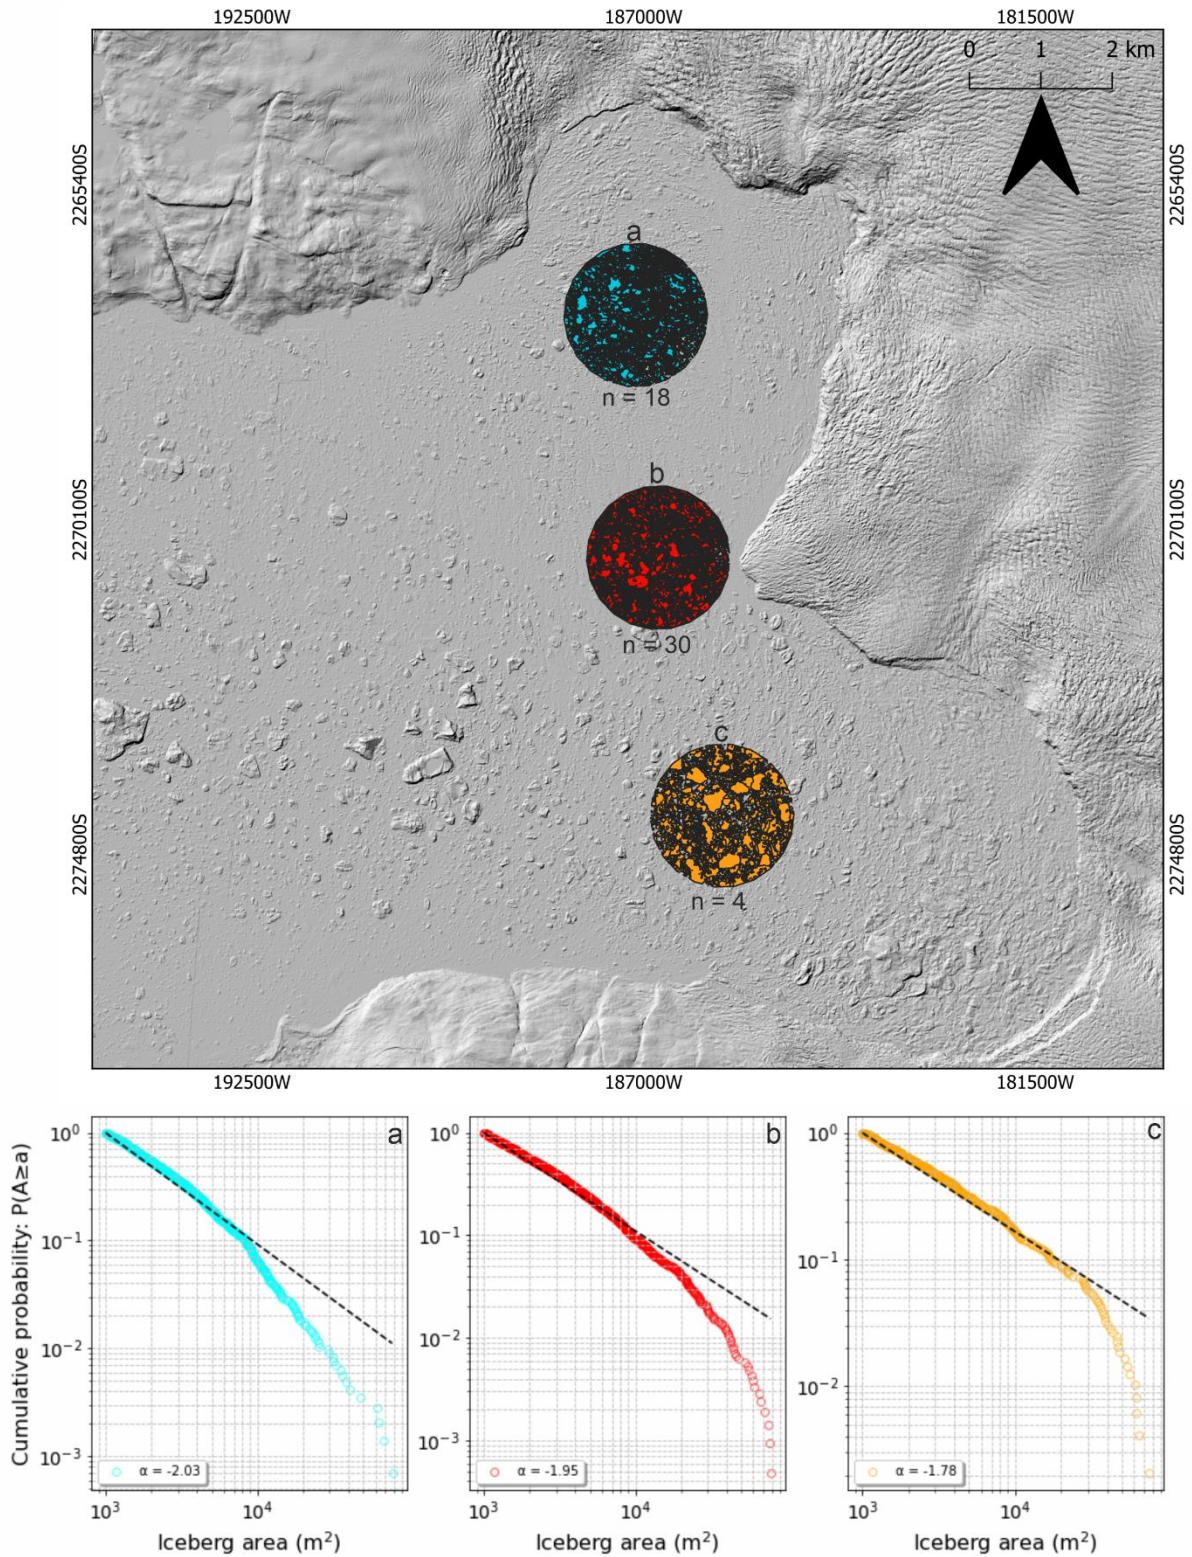 192500W 187000W 181500W
0 1 2 km
2265400S 2265400S
a
n = 18
b
2270100S 2270100S
n = 30
c
2274800S 2274800S
n = 4
192500W 187000W 181500W
Cumulative probability: P(A≥a)
a
10⁰
10⁻¹
10⁻²
10⁻³
α = -2.03
10³ 10⁴
Iceberg area (m²)
b
10⁰
10⁻¹
10⁻²
10⁻³
α = -1.95
10³ 10⁴
Iceberg area (m²)
c
10⁰
10⁻¹
10⁻²
α = -1.78
10³ 10⁴
Iceberg area (m²)